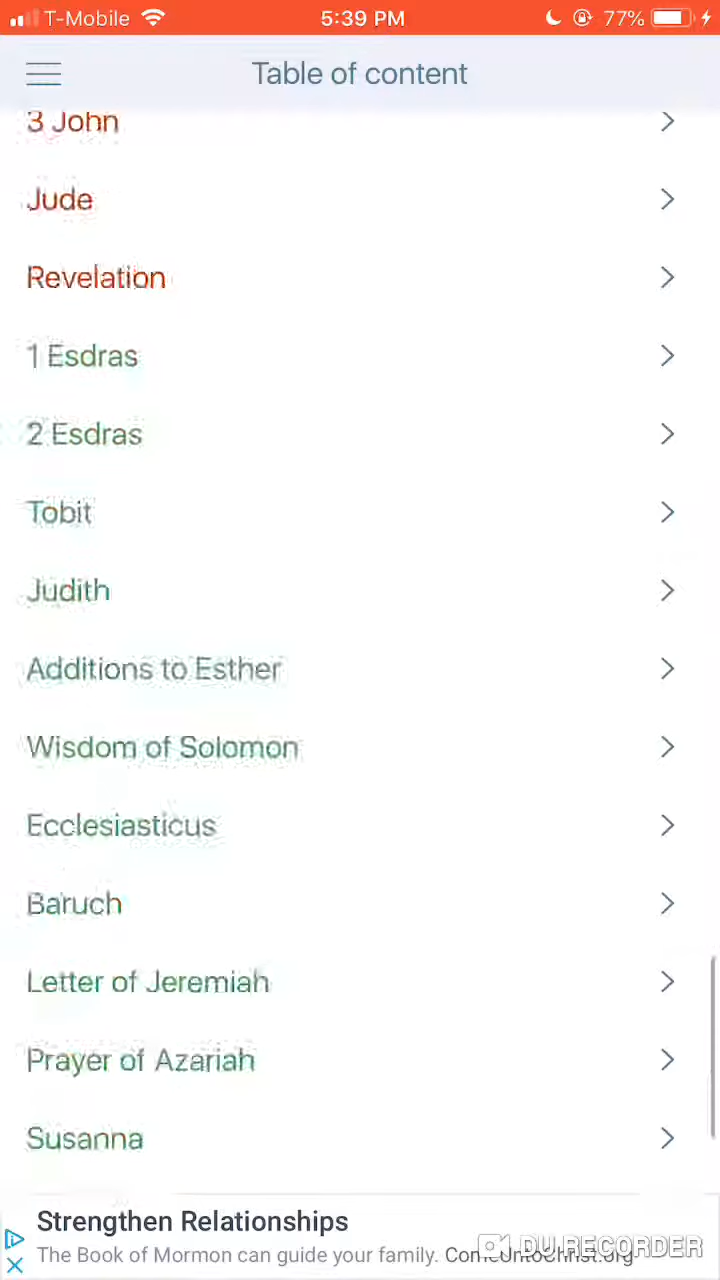 T-Mobile 5:39 PM 77%
Table of content
3 John
Jude
Revelation
1 Esdras
2 Esdras
Tobit
Judith
Additions to Esther
Wisdom of Solomon
Ecclesiasticus
Baruch
Letter of Jeremiah
Prayer of Azariah
Susanna
Strengthen Relationships
The Book of Mormon can guide your family. ComeUntoChrist.org
DU RECORDER